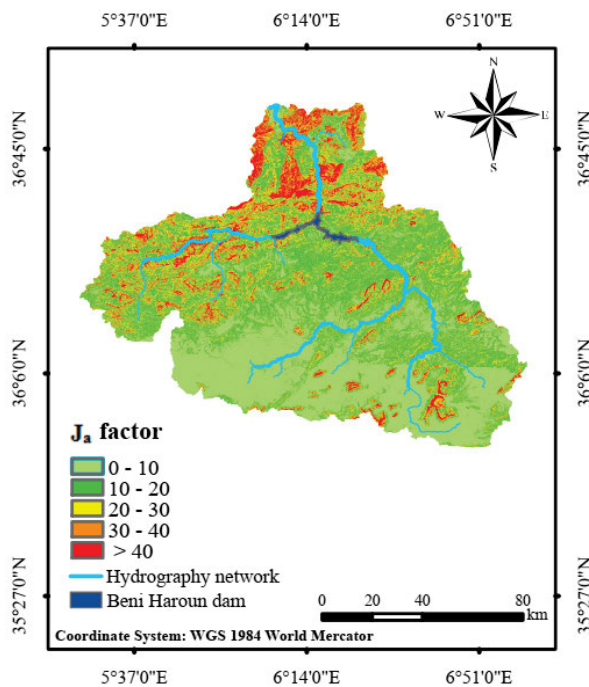 5°37'0"E 6°14'0"E 6°51'0"E
N
W E
S
36°45'0"N 36°45'0"N
36°6'0"N 36°6'0"N
Ja factor
0 - 10
10 - 20
20 - 30
30 - 40
> 40
Hydrography network
Beni Haroun dam
0 20 40 80
km
35°27'0"N 35°27'0"N
Coordinate System: WGS 1984 World Mercator
5°37'0"E 6°14'0"E 6°51'0"E